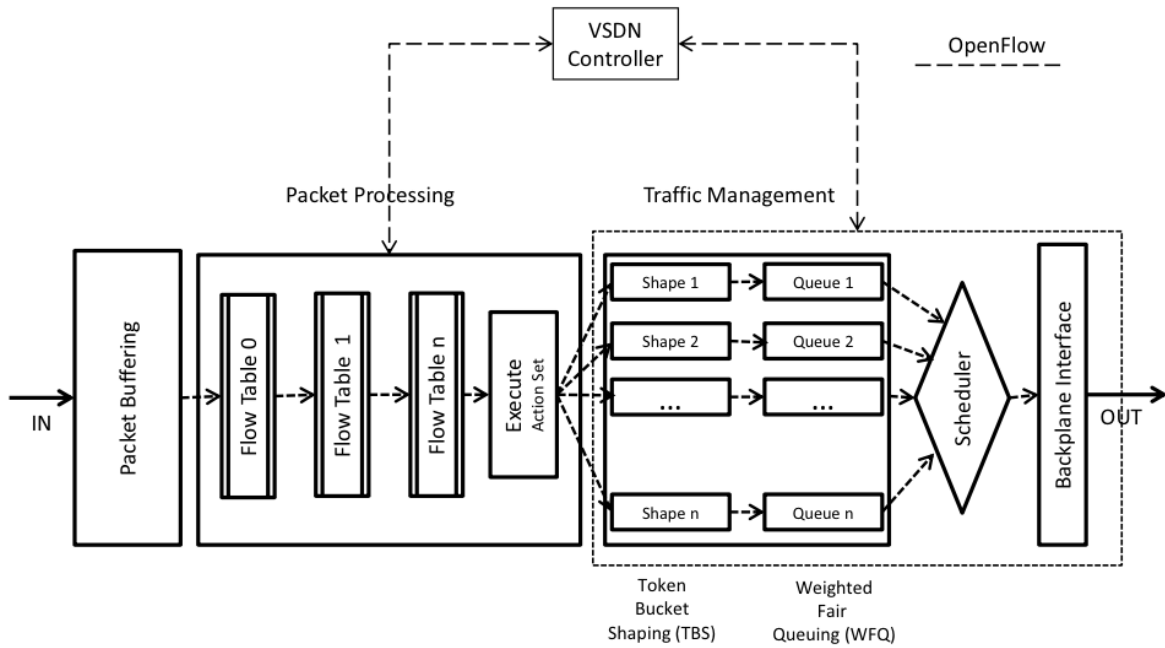 VSDN
Controller
OpenFlow
Packet Processing
Traffic Management
IN
Packet Buffering
Flow Table 0
Flow Table 1
Flow Table n
Execute
Action Set
Shape 1
Queue 1
Shape 2
Queue 2
...
...
Shape n
Queue n
Scheduler
Backplane Interface
OUT
Token
Bucket
Shaping (TBS)
Weighted
Fair
Queuing (WFQ)